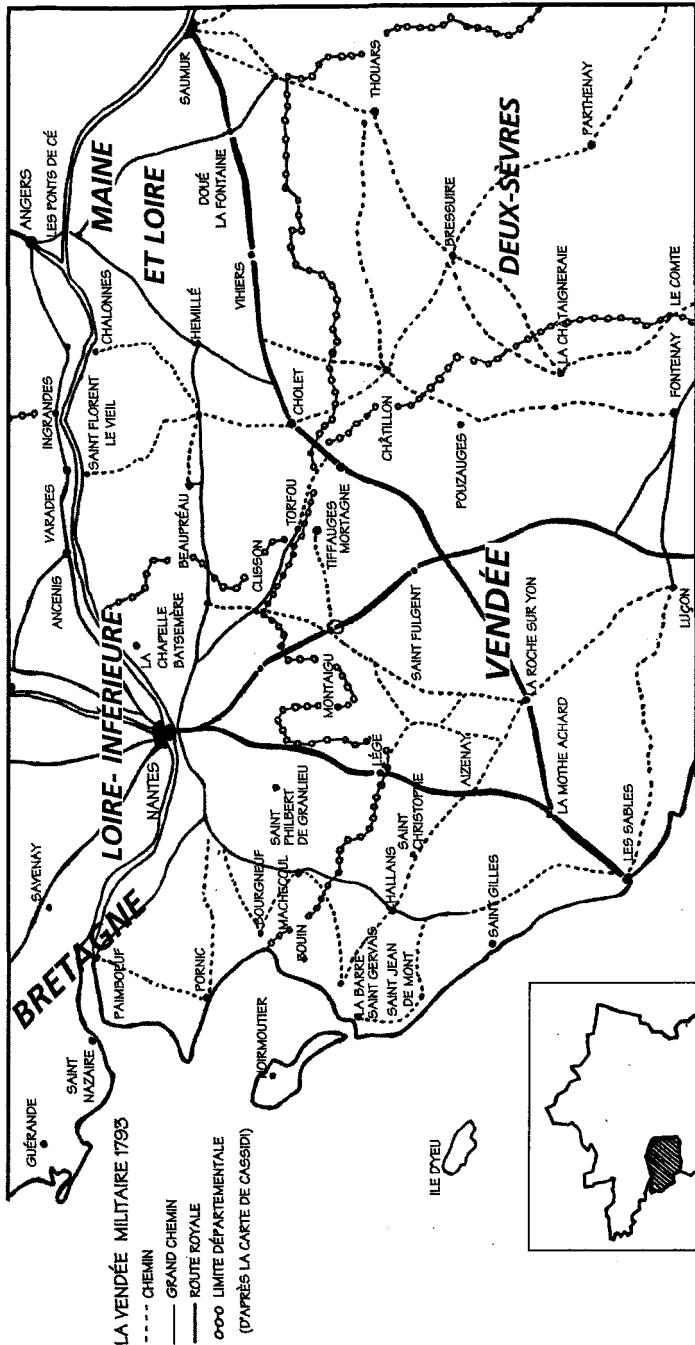 GUÉRANDE
SAINT
NAZAIRE
SAVENAY
BRETAGNE
LOIRE- INFÉRIEURE
PAIMBOEUF
NANTES
ANCENIS
VARADES
INGRANDES
ANGERS
LES PONTS DE CÉ
CHALONNES
SAINT FLORENT
LE VIEIL
MAINE
ET LOIRE
LA VENDÉE MILITAIRE 1793
CHEMIN
GRAND CHEMIN
ROUTE ROYALE
LIMITE DÉPARTEMENTALE
(D'APRÈS LA CARTE DE CASSIDI)
LA
CHAPELLE
BATSEMÈRE
BEAUPRÉAU
HEMILLÉ
SAUMUR
DOUÉ
LA FONTAINE
VIHIERS
PORNIC
BOURGNEUF
MACHECOUL
BOUIN
SAINT
PHILBERT
DE GRANLIEU
CLISSON
TORFOU
TIFFAUGES
MORTAGNE
CHOLET
NOIRMOUTIER
MONTAIGU
LÉGÉ
CHÂTILLON
THOUARS
LA BARRE
SAINT GERVAIS
SAINT JEAN
DE MONT
HALLANS
SAINT
CHRISTOPHE
SAINT FULGENT
POUZAUGES
BRESSUIRE
ILE D'YEU
SAINT GILLES
AIZENAY
VENDÉE
DEUX-SÈVRES
LA ROCHE SUR YON
LA MOTHE ACHARD
LA CHATAIGNERAIE
PARTHENAY
LES SABLES
LUÇON
FONTENAY
LE COMTE